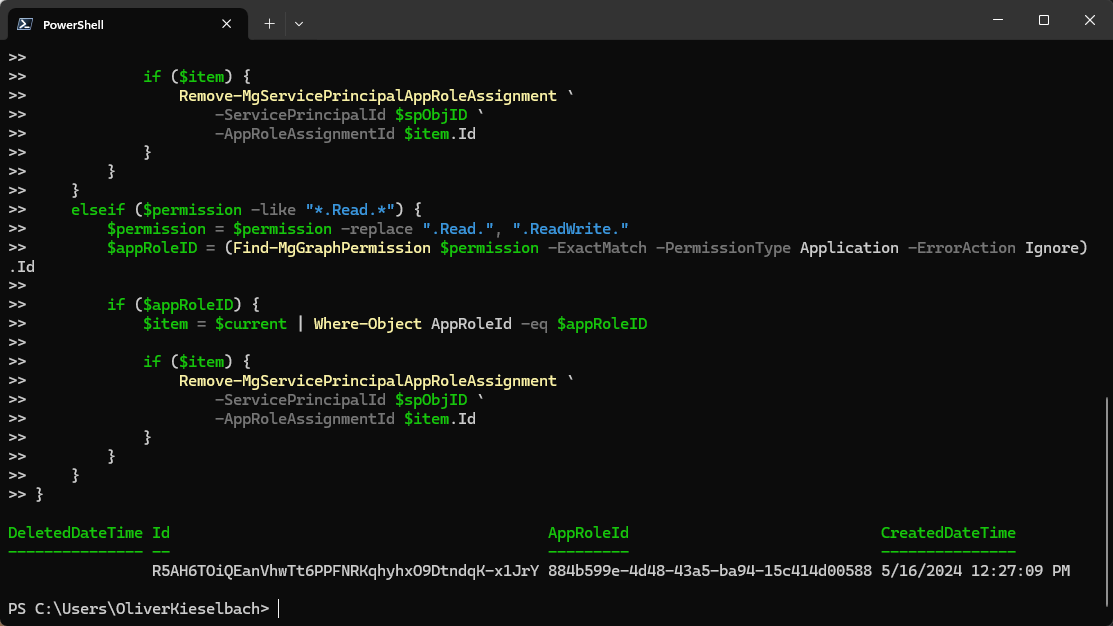 PowerShell
>>
>>             if ($item) {
>>                 Remove-MgServicePrincipalAppRoleAssignment `
>>                     -ServicePrincipalId $spObjID `
>>                     -AppRoleAssignmentId $item.Id
>>             }
>>         }
>>     }
>>     elseif ($permission -like "*.Read.*") {
>>         $permission = $permission -replace ".Read.", ".ReadWrite."
>>         $appRoleID = (Find-MgGraphPermission $permission -ExactMatch -PermissionType Application -ErrorAction Ignore)
.Id
>>
>>         if ($appRoleID) {
>>             $item = $current | Where-Object AppRoleId -eq $appRoleID
>>
>>             if ($item) {
>>                 Remove-MgServicePrincipalAppRoleAssignment `
>>                     -ServicePrincipalId $spObjID `
>>                     -AppRoleAssignmentId $item.Id
>>             }
>>         }
>>     }
>> }
DeletedDateTime Id                                          AppRoleId                            CreatedDateTime
--------------- --                                          ---------                            ---------------
                R5AH6TOiQEanVhwTt6PPFNRKqhyhxO9DtndqK-x1JrY 884b599e-4d48-43a5-ba94-15c414d00588 5/16/2024 12:27:09 PM
PS C:\Users\OliverKieselbach>